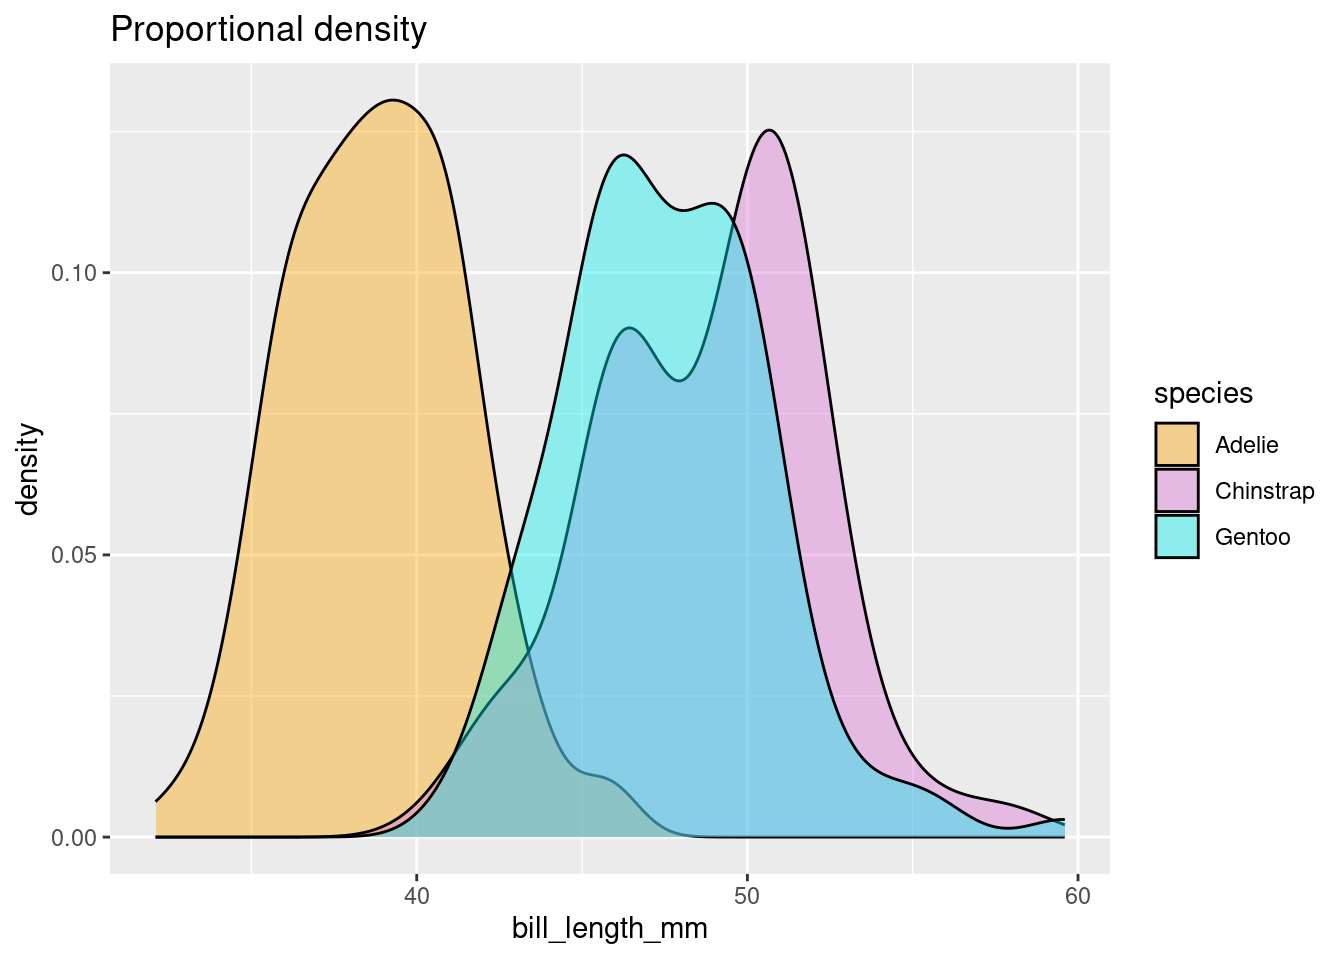 Proportional density
density
0.10
0.05
0.00
40
50
60
bill_length_mm
species
Adelie
Chinstrap
Gentoo